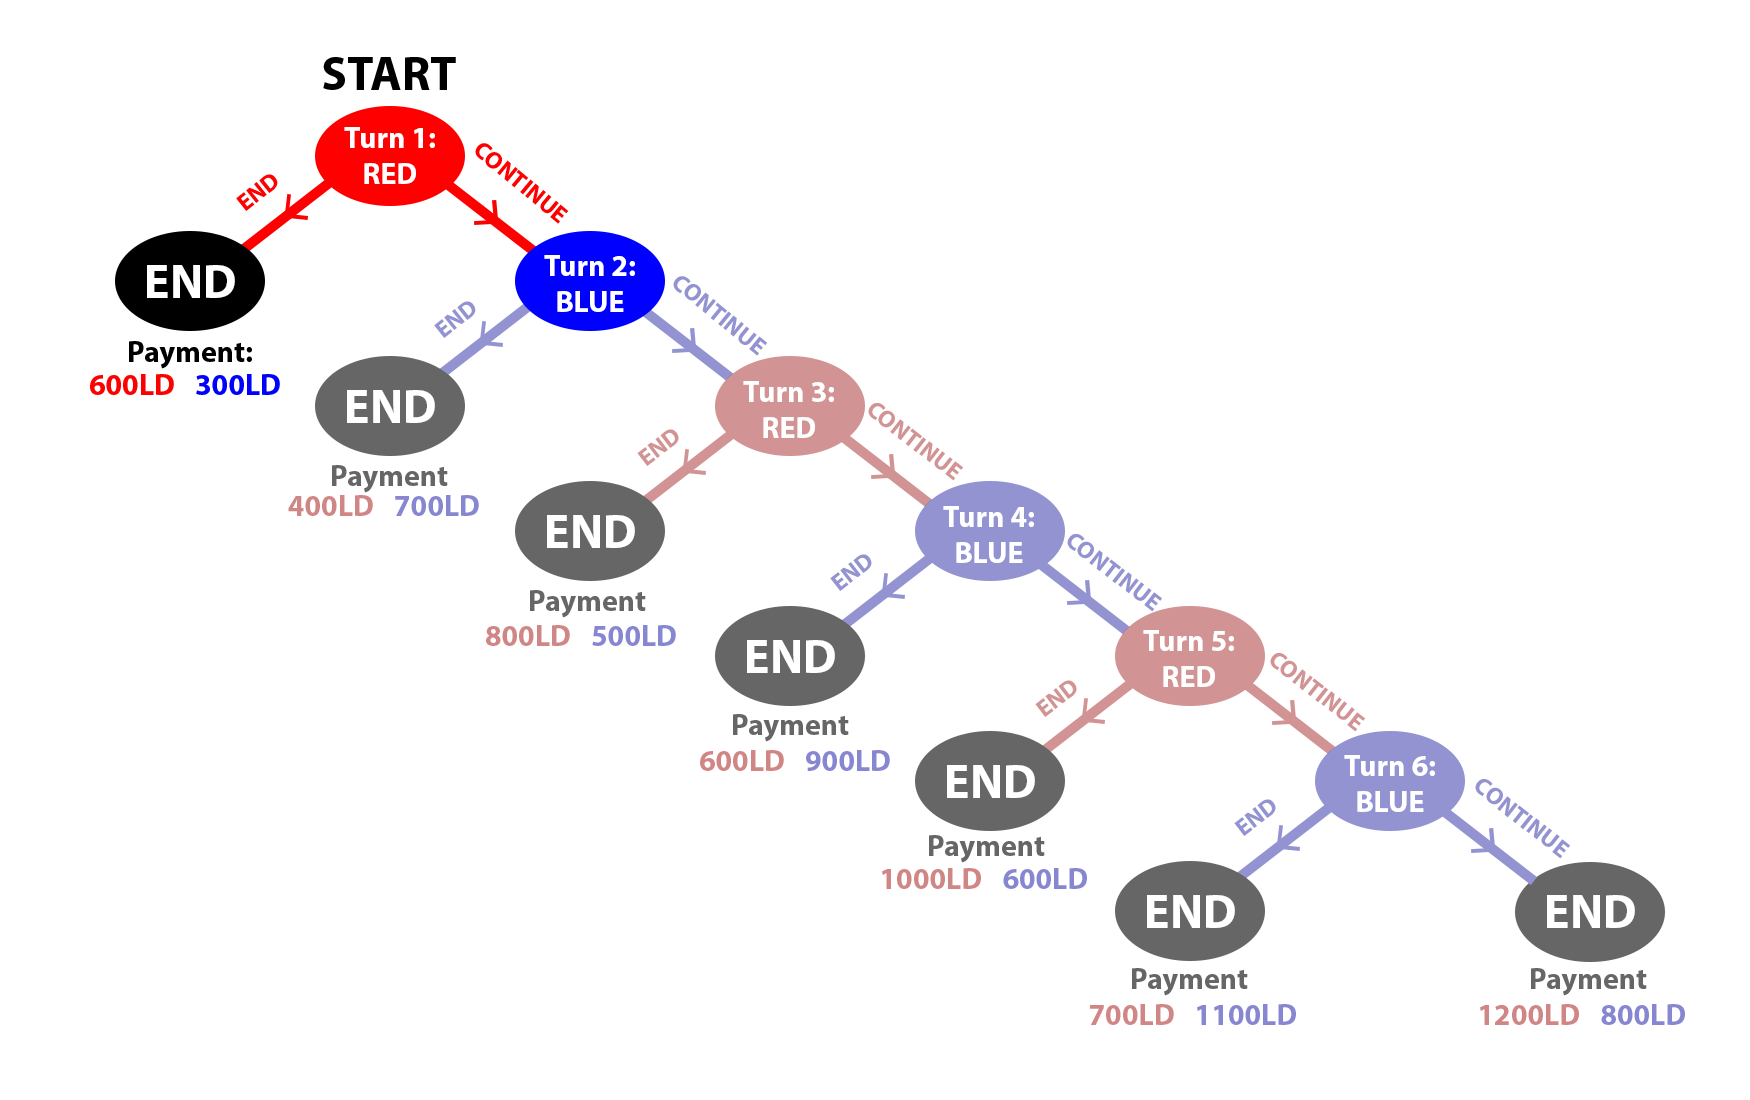 START
Turn 1:
RED
END
CONTINUE
END
Payment:
600LD 300LD
Turn 2:
BLUE
END
CONTINUE
END
Payment
400LD 700LD
Turn 3:
RED
END
CONTINUE
END
Payment
800LD 500LD
Turn 4:
BLUE
END
CONTINUE
END
Payment
600LD 900LD
Turn 5:
RED
END
CONTINUE
END
Payment
1000LD 600LD
Turn 6:
BLUE
END
CONTINUE
END
Payment
700LD 1100LD
END
Payment
1200LD 800LD